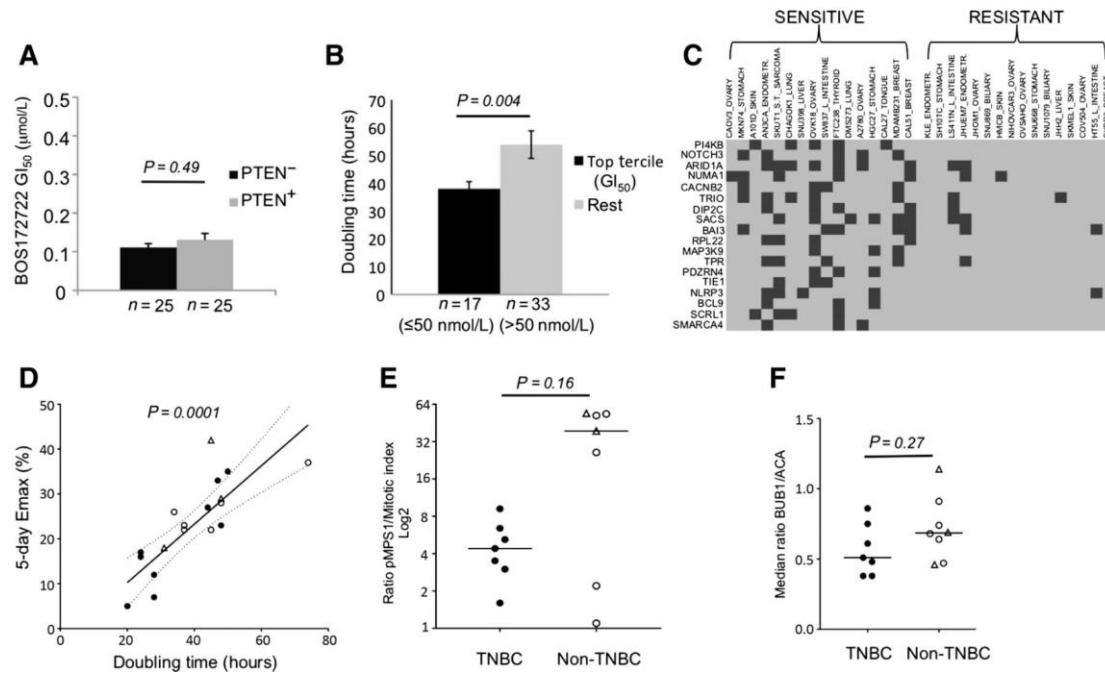 SENSITIVE
RESISTANT
A
B
C
BOS172722 GI50 (µmol/L)
0.5
0.4
0.3
0.2
0.1
0
P = 0.49
PTEN−
PTEN+
n = 25
n = 25
Doubling time (hours)
70
60
50
40
30
20
10
0
P = 0.004
Top tercile
(GI50)
Rest
n = 17
n = 33
(≤50 nmol/L)
(>50 nmol/L)
CAOV3_OVARY
MKN74_STOMACH
A101D_SKIN
AN3CA_ENDOMETR.
SKUT1_S.T._SARCOMA
CHAGOK1_LUNG
SNU398_LIVER
OVK18_OVARY
SW837_L_INTESTINE
FTC238_THYROID
DMS273_LUNG
A2780_OVARY
HGC27_STOMACH
CAL27_TONGUE
MDAMB231_BREAST
CAL51_BREAST
KLE_ENDOMETR.
SH10TC_STOMACH
LS411N_L_INTESTINE
JHUEM7_ENDOMETR.
JHOM1_OVARY
SNU869_BILIARY
HMCB_SKIN
NIHOVCAR3_OVARY
OVSAHO_OVARY
SNU668_STOMACH
SNU1079_BILIARY
JHH2_LIVER
SKMEL1_SKIN
COV504_OVARY
HT55_L_INTESTINE
PI4KB
NOTCH3
ARID1A
NUMA1
CACNB2
TRIO
DIP2C
SACS
BAI3
RPL22
MAP3K9
TPR
PDZRN4
TIE1
NLRP3
BCL9
SCRL1
SMARCA4
D
E
F
5-day Emax (%)
50
40
30
20
10
0
P = 0.0001
0
20
40
60
80
Doubling time (hours)
Ratio pMPS1/Mitotic index
Log2
64
32
16
8
4
2
1
P = 0.16
TNBC
Non-TNBC
Median ratio BUB1/ACA
1.5
1.0
0.5
0.0
P = 0.27
TNBC
Non-TNBC